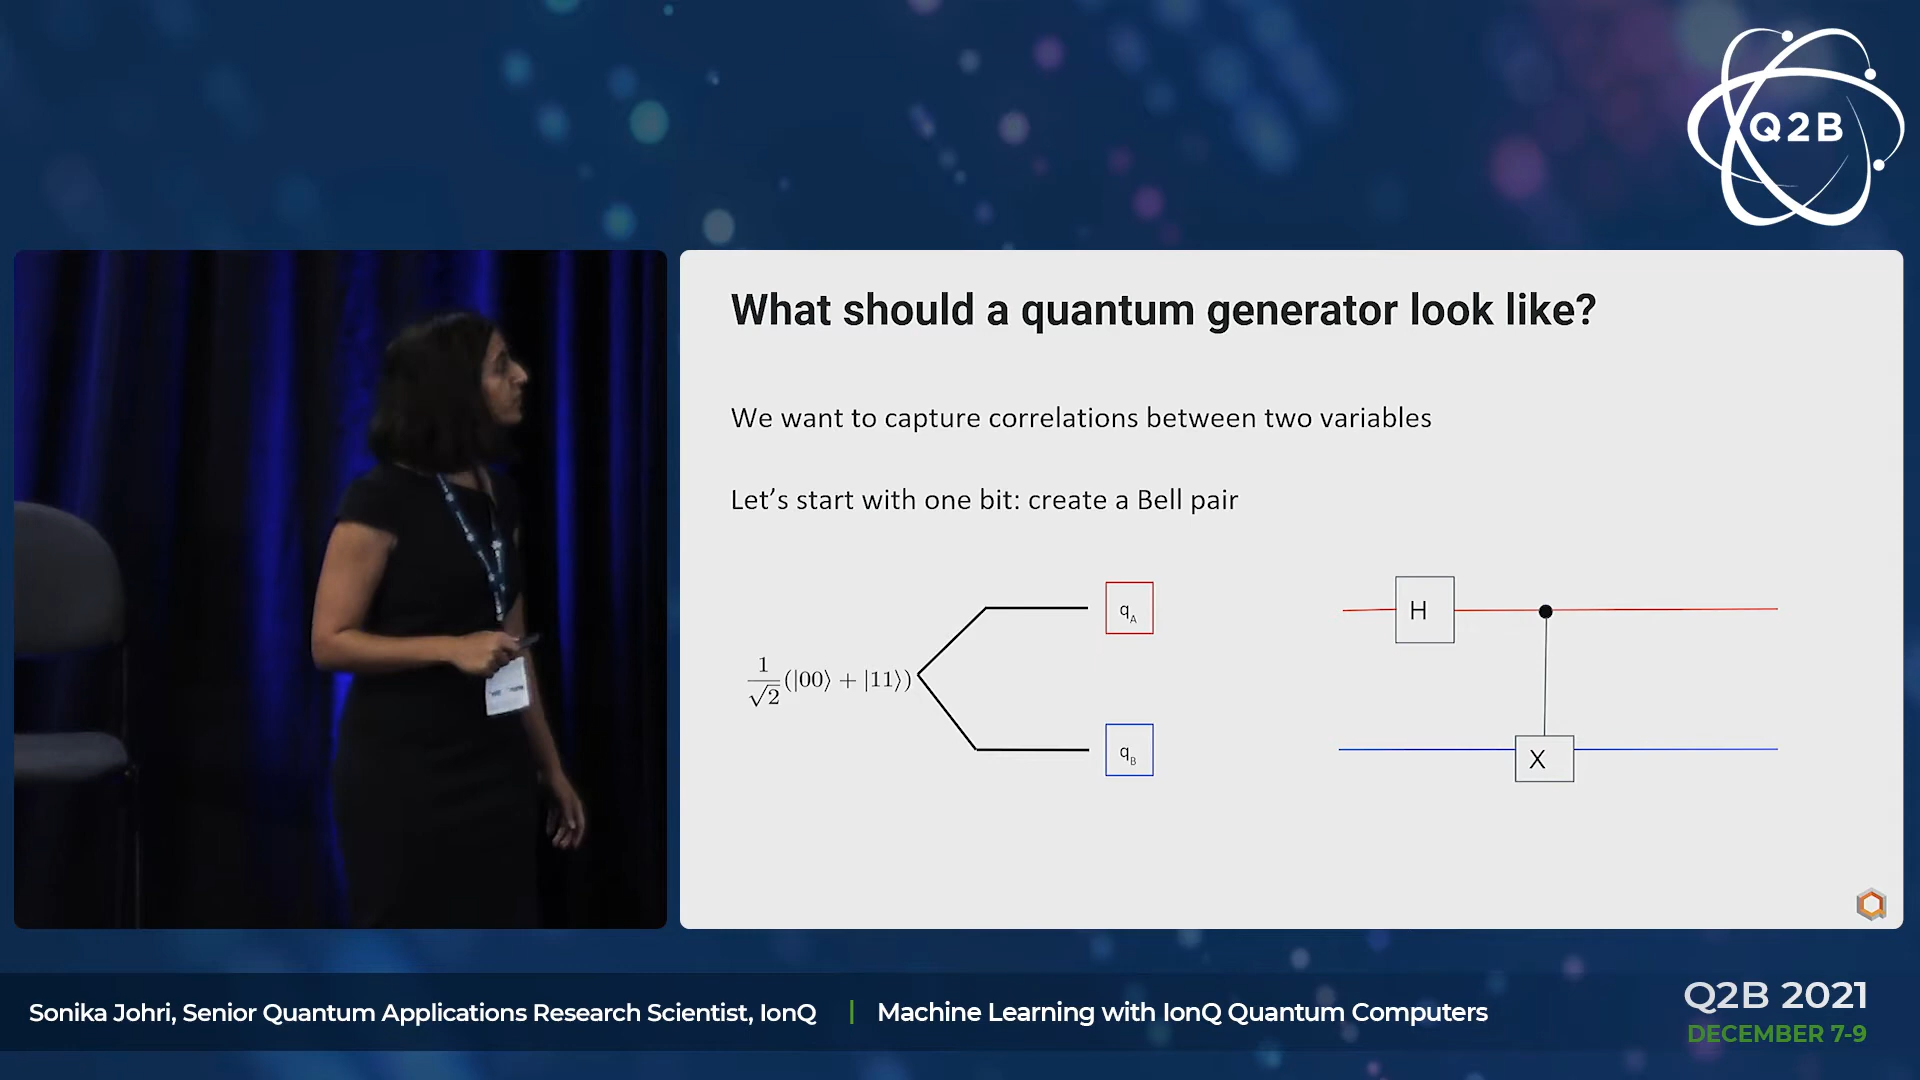 Q2B
What should a quantum generator look like?
We want to capture correlations between two variables
Let's start with one bit: create a Bell pair
1/√2(|00⟩ + |11⟩)
qA
qB
H
X
Sonika Johri, Senior Quantum Applications Research Scientist, IonQ | Machine Learning with IonQ Quantum Computers
Q2B 2021
DECEMBER 7-9